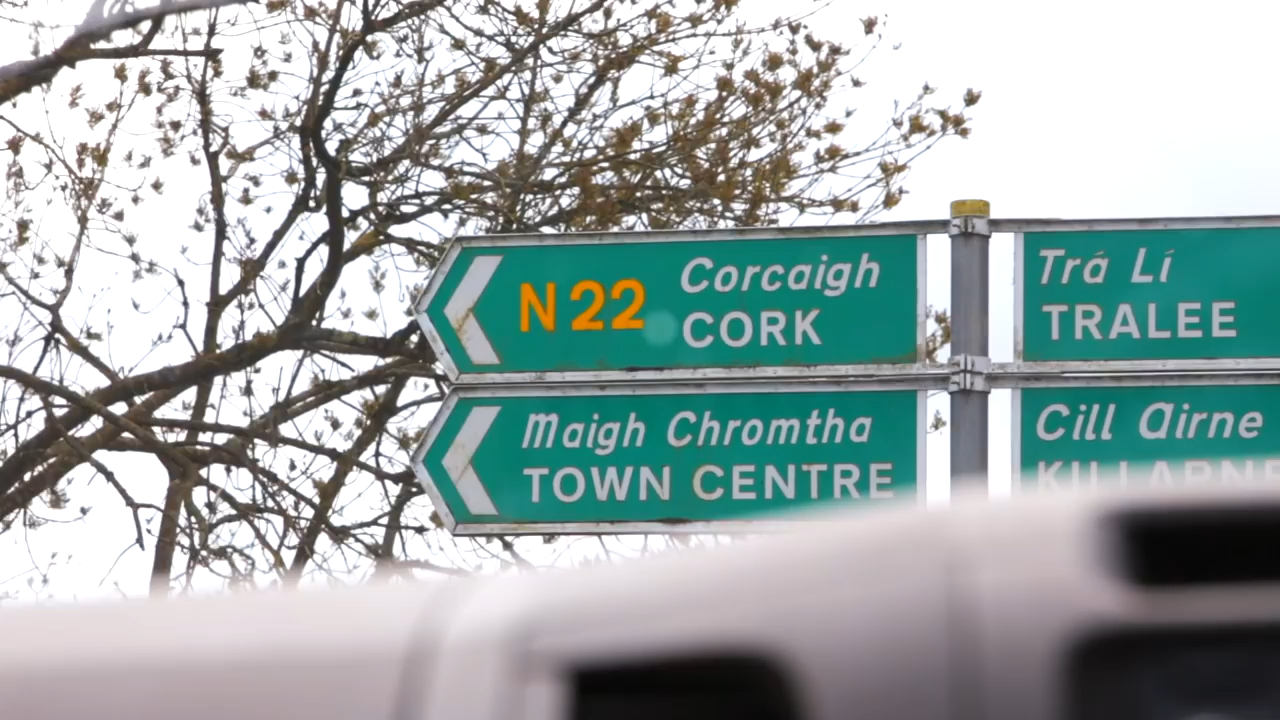 N22
Corcaigh
CORK
Maigh Chromtha
TOWN CENTRE
Trá Lí
TRALEE
Cill Airne